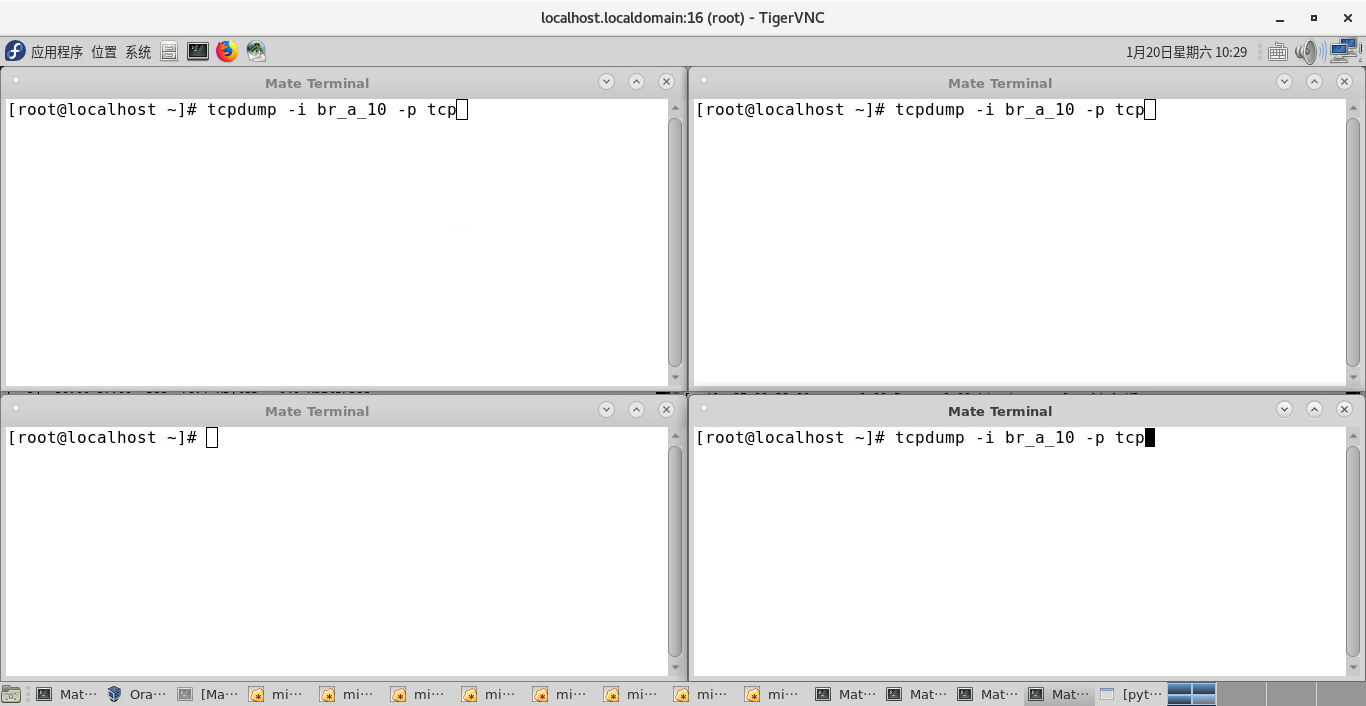 localhost.localdomain:16 (root) - TigerVNC
应用程序 位置 系统 1月20日星期六 10:29
Mate Terminal
[root@localhost ~]# tcpdump -i br_a_10 -p tcp
Mate Terminal
[root@localhost ~]# tcpdump -i br_a_10 -p tcp
Mate Terminal
[root@localhost ~]#
Mate Terminal
[root@localhost ~]# tcpdump -i br_a_10 -p tcp
Mat… Ora… [Ma… mi… mi… mi… mi… mi… mi… mi… mi… Mat… Mat… Mat… Mat… [pyt…